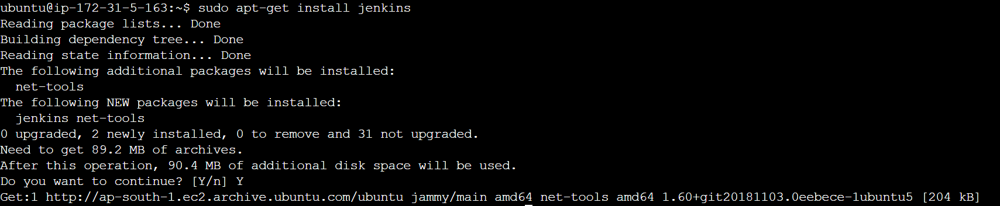 ubuntu@ip-172-31-5-163:~$ sudo apt-get install jenkins
Reading package lists... Done
Building dependency tree... Done
Reading state information... Done
The following additional packages will be installed:
  net-tools
The following NEW packages will be installed:
  jenkins net-tools
0 upgraded, 2 newly installed, 0 to remove and 31 not upgraded.
Need to get 89.2 MB of archives.
After this operation, 90.4 MB of additional disk space will be used.
Do you want to continue? [Y/n] Y
Get:1 http://ap-south-1.ec2.archive.ubuntu.com/ubuntu jammy/main amd64 net-tools amd64 1.60+git20181103.0eebece-1ubuntu5 [204 kB]